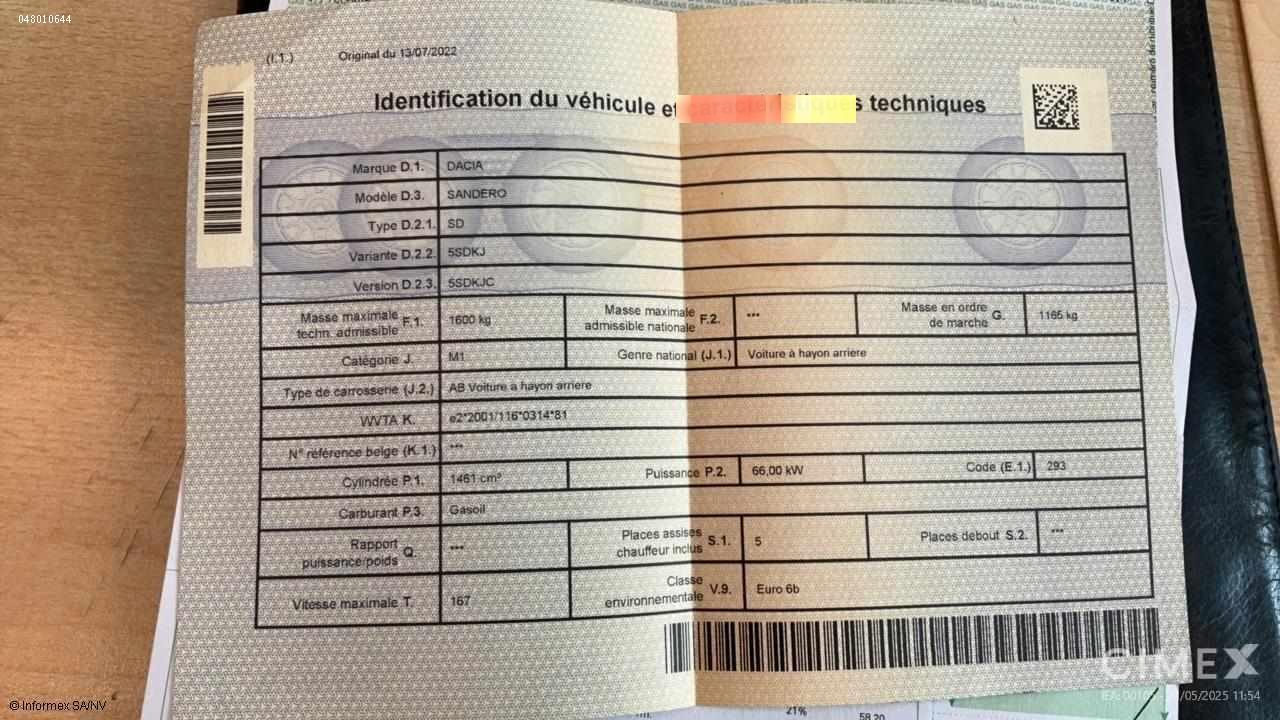 048010644
(I.1.) Original du 13/07/2022
Identification du véhicule et caractéristiques techniques
Marque D.1. DACIA
Modèle D.3. SANDERO
Type D.2.1. SD
Variante D.2.2. 5SDKJ
Version D.2.3. 5SDKJC
Masse maximale techn. admissible F.1. 1600 kg Masse maximale admissible nationale F.2. *** Masse en ordre de marche G. 1165 kg
Catégorie J. M1 Genre national (J.1.) Voiture à hayon arriere
Type de carrosserie (J.2.) AB Voiture a hayon arriere
WVTA K. e2*2001/116*0314*81
N° référence belge (K.1.) ***
Cylindrée P.1. 1461 cm³ Puissance P.2. 66,00 kW Code (E.1.) 293
Carburant P.3. Gasoil
Rapport puissance/poids Q. *** Places assises chauffeur inclus S.1. 5 Places debout S.2. ***
Vitesse maximale T. 167 Classe environnementale V.9. Euro 6b
GIMEX
/05/2025 11:54
© Informex SA/NV
21%
58,20